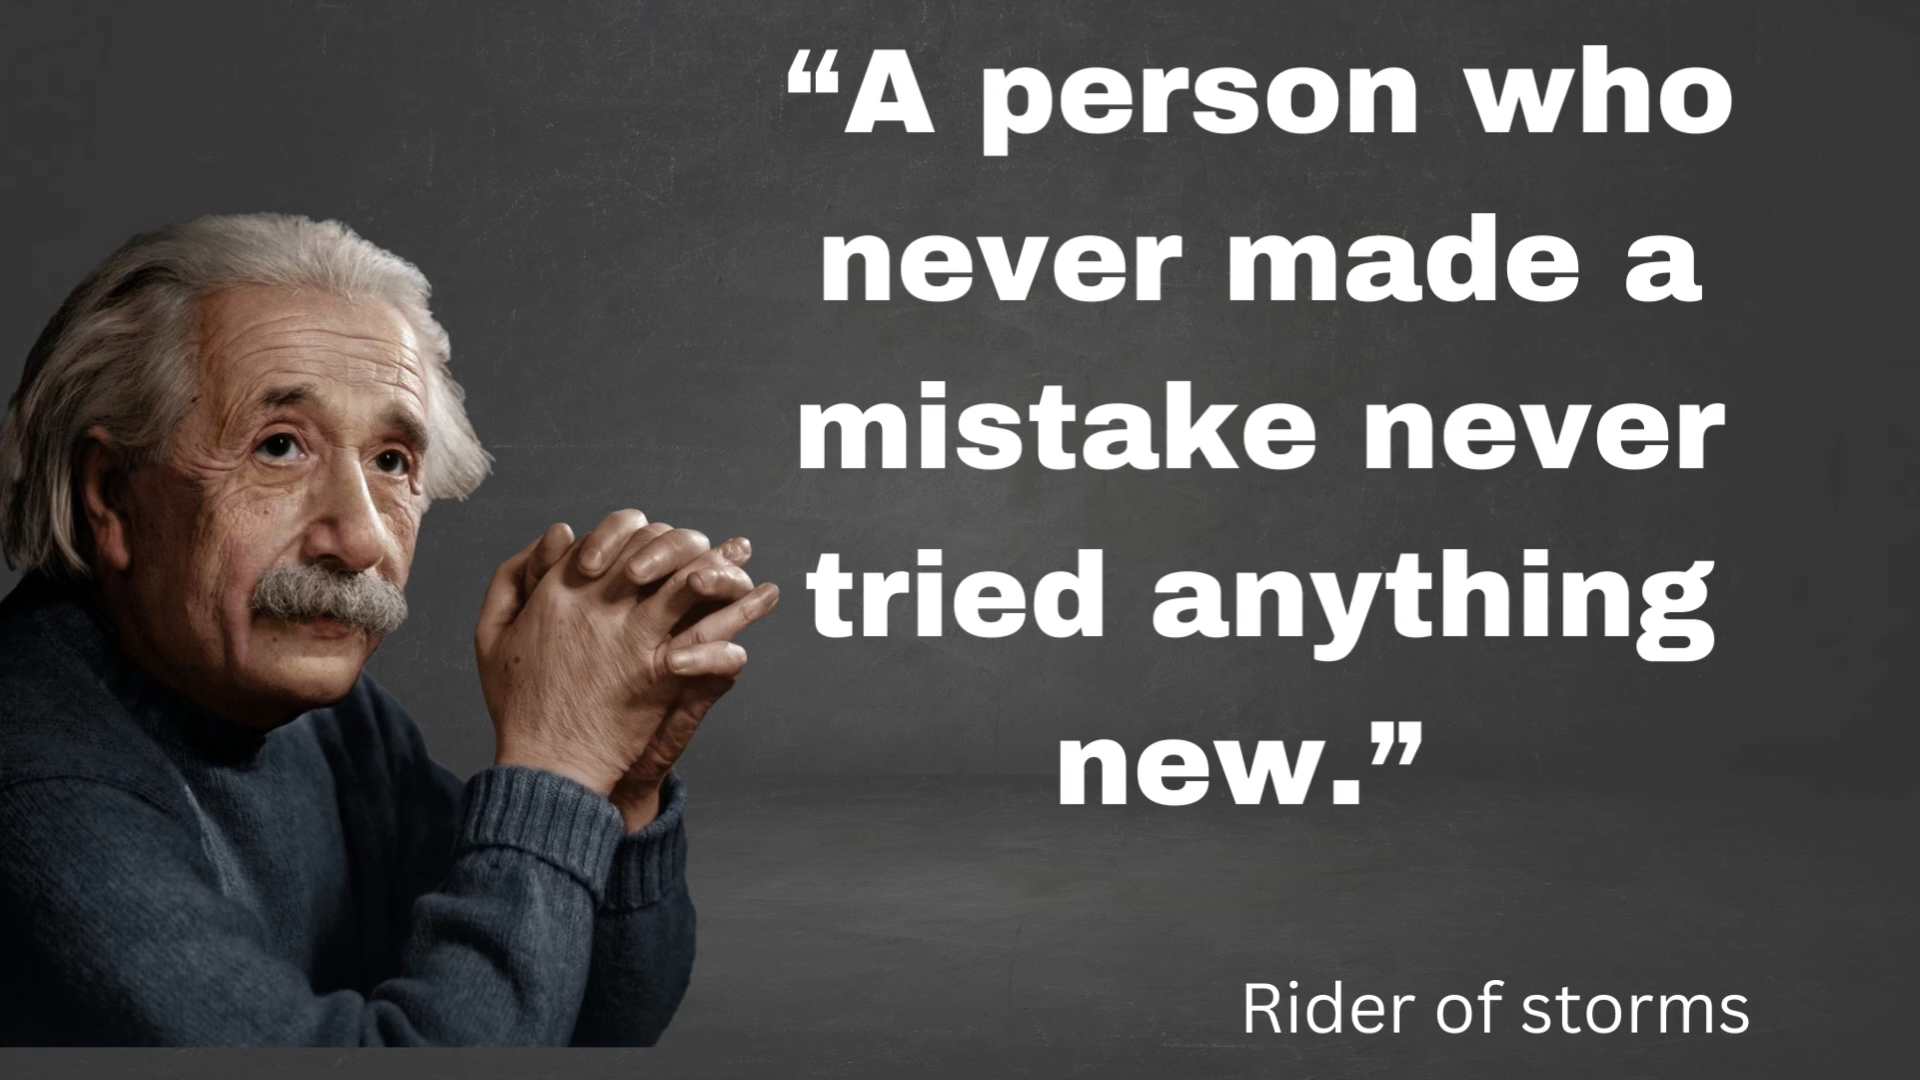 “A person who
never made a
mistake never
tried anything
new.”
Rider of storms